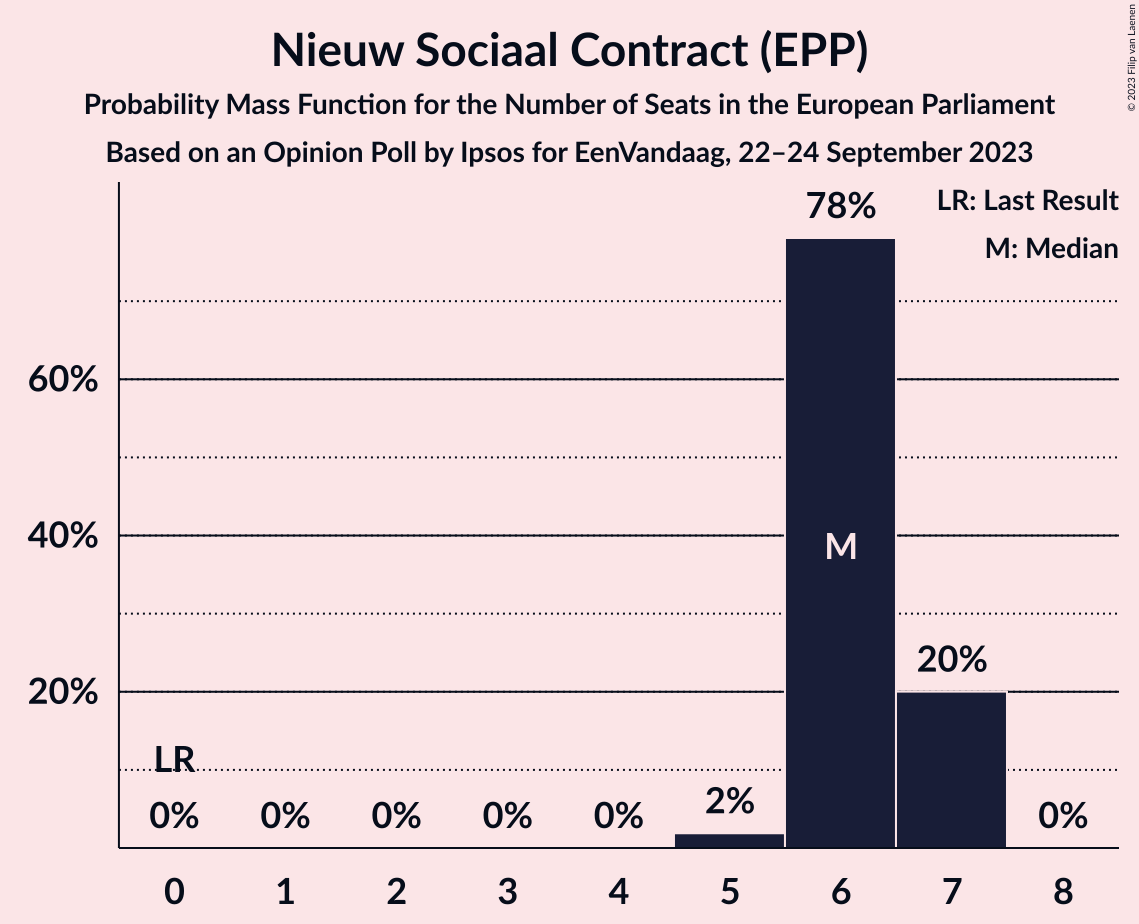 Nieuw Sociaal Contract (EPP)
Probability Mass Function for the Number of Seats in the European Parliament
Based on an Opinion Poll by Ipsos for EenVandaag, 22–24 September 2023
© 2023 Filip van Laenen
LR: Last Result
M: Median
78%
60%
40%
M
20%
20%
LR
0% 0% 0% 0% 0% 2% 0%
0 1 2 3 4 5 6 7 8